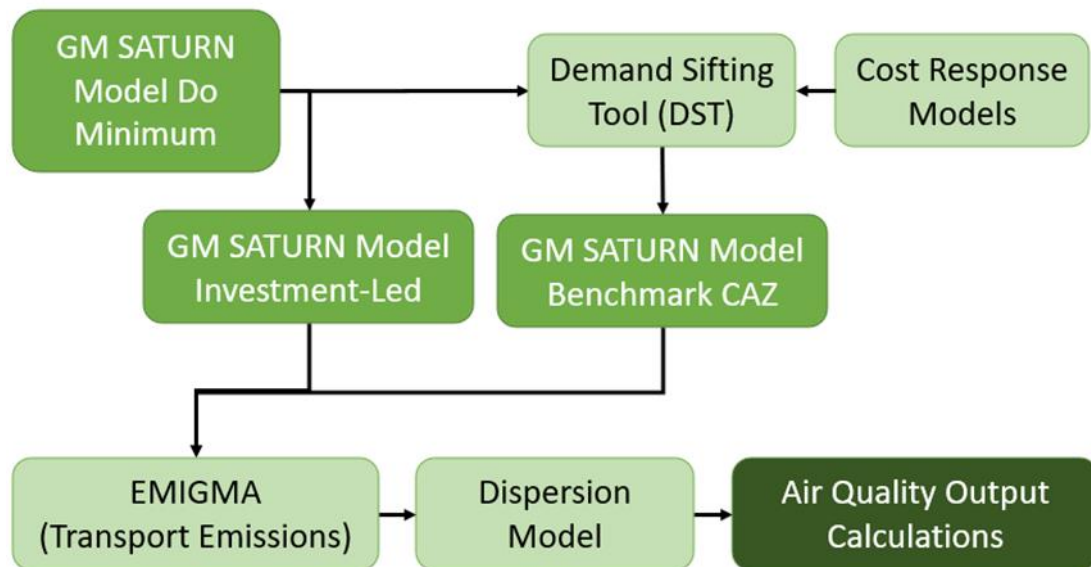 GM SATURN
Model Do
Minimum
Demand Sifting
Tool (DST)
Cost Response
Models
GM SATURN Model
Investment-Led
GM SATURN Model
Benchmark CAZ
EMIGMA
(Transport Emissions)
Dispersion
Model
Air Quality Output
Calculations